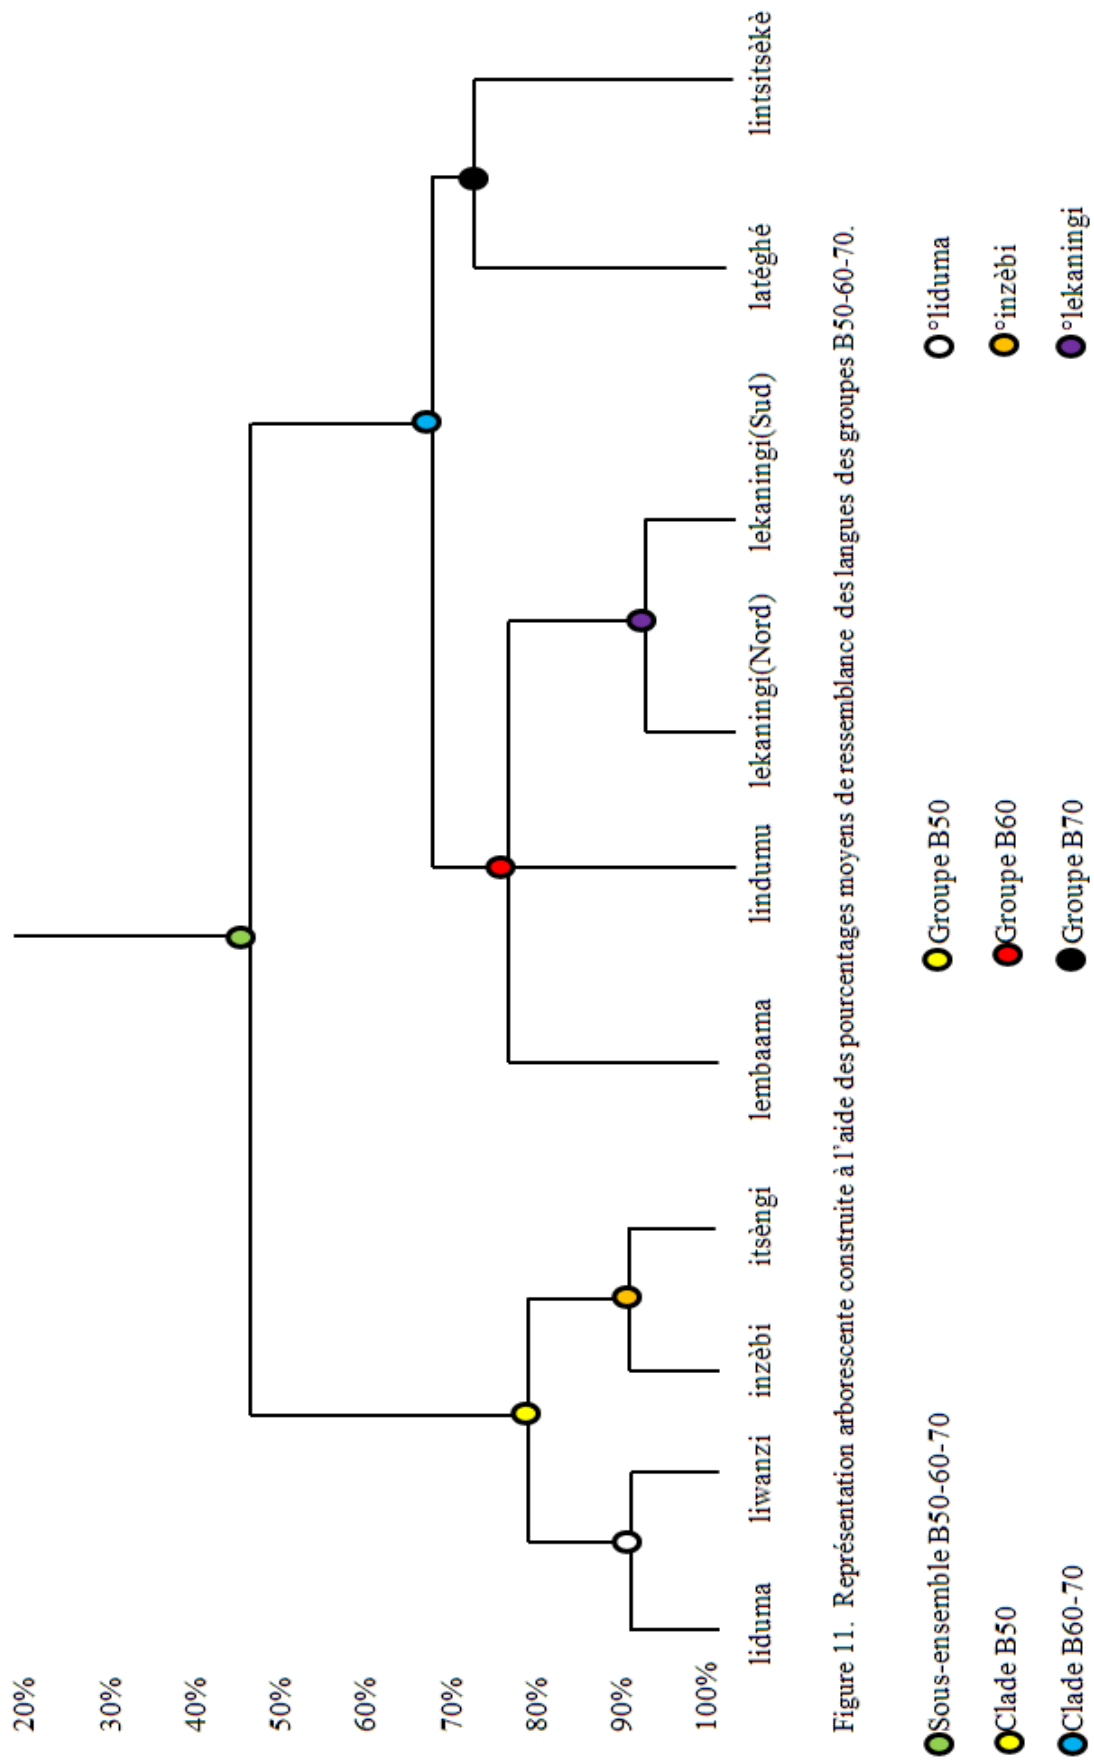 20%
30%
40%
50%
60%
70%
80%
90%
100%
liduma liwanzi inzèbi itsèngi lembaama lindumu lekaningi(Nord) lekaningi(Sud) latéghé lintsitsèkè
Figure 11. Représentation arborescente construite à l'aide des pourcentages moyens de ressemblance des langues des groupes B50-60-70.
Sous-ensemble B50-60-70 Groupe B50 °liduma
Clade B50 Groupe B60 °inzèbi
Clade B60-70 Groupe B70 °lekaningi